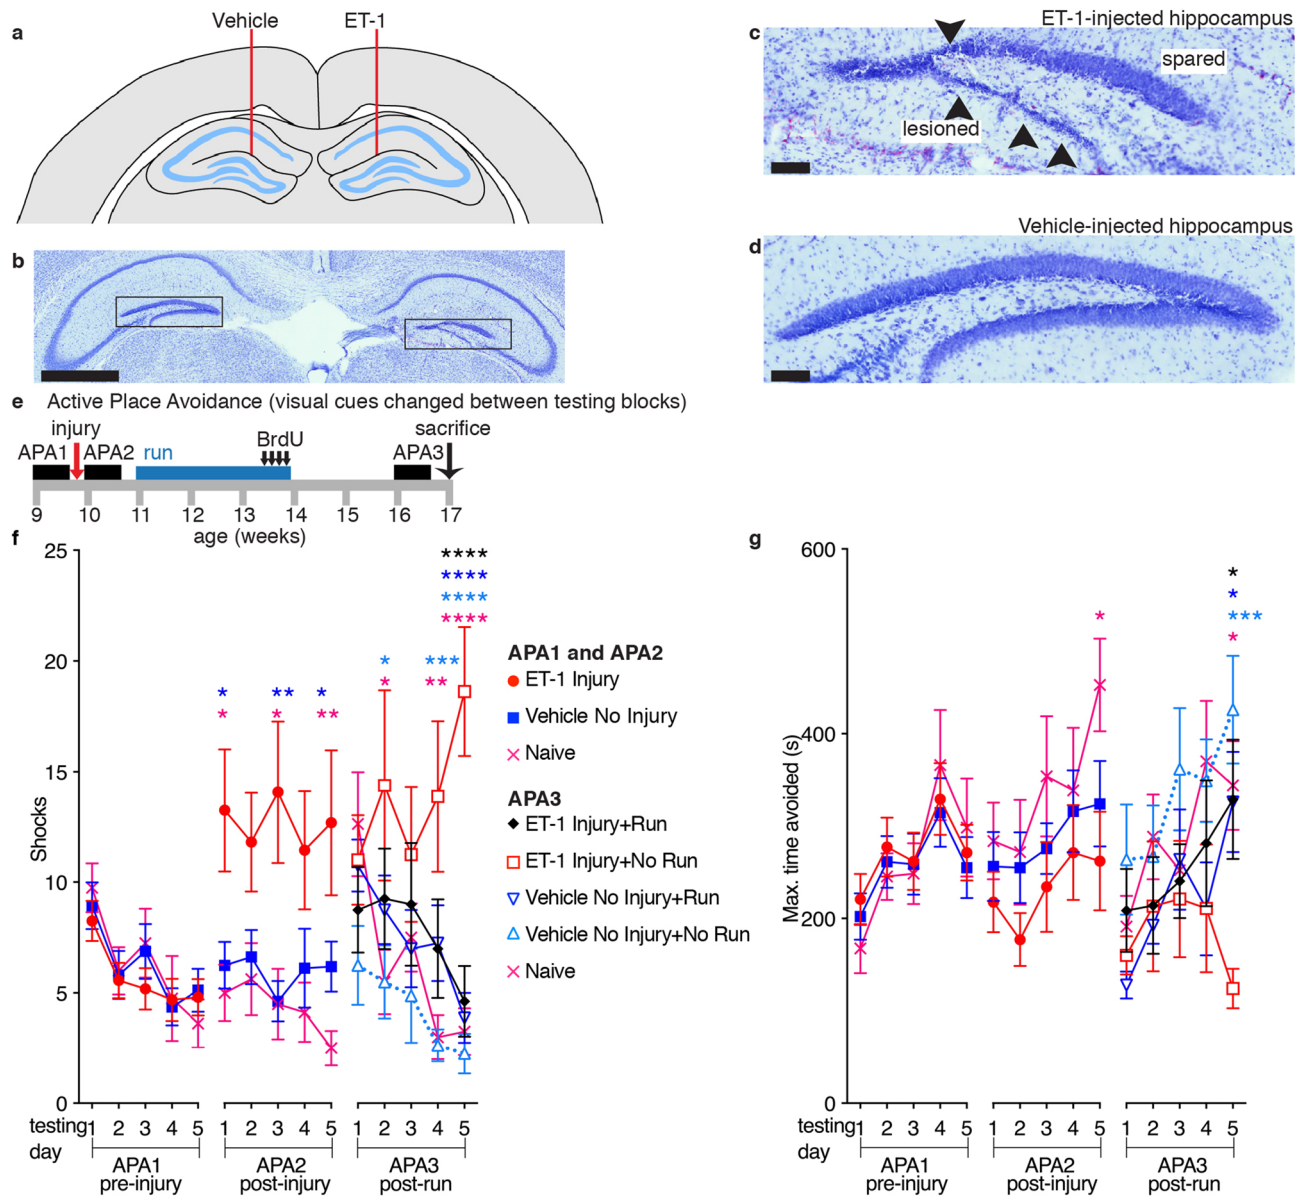 a
Vehicle ET-1
c
ET-1-injected hippocampus
spared
lesioned
b
d
Vehicle-injected hippocampus
e Active Place Avoidance (visual cues changed between testing blocks)
injury sacrifice
APA1 APA2 run BrdU APA3
9 10 11 12 13 14 15 16 17
age (weeks)
f
Shocks
25
20
15
10
5
0
****
****
****
****
* ** *
* * **
* ***
* **
testing 1 2 3 4 5 1 2 3 4 5 1 2 3 4 5
day
APA1 APA2 APA3
pre-injury post-injury post-run
APA1 and APA2
ET-1 Injury
Vehicle No Injury
Naive
APA3
ET-1 Injury+Run
ET-1 Injury+No Run
Vehicle No Injury+Run
Vehicle No Injury+No Run
Naive
g
Max. time avoided (s)
600
400
200
0
*
*
***
*
*
testing 1 2 3 4 5 1 2 3 4 5 1 2 3 4 5
day
APA1 APA2 APA3
pre-injury post-injury post-run